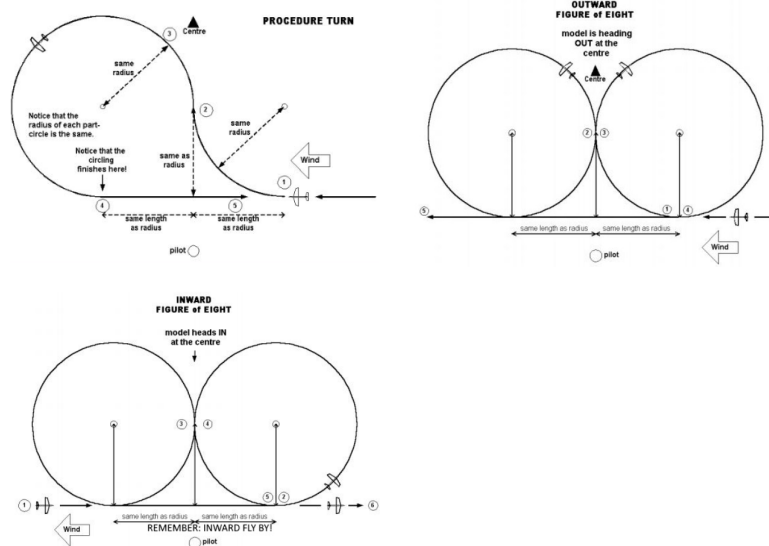 PROCEDURE TURN
3
Centre
same
radius
2
same
radius
Notice that the
radius of each part-
circle is the same.
Notice that the
circling
finishes here!
same as
radius
Wind
1
4
5
same length
as radius
same length
as radius
pilot
OUTWARD
FIGURE of EIGHT
model is heading
OUT at the
centre
Centre
2
3
5
1
4
same length as radius
same length as radius
Wind
pilot
INWARD
FIGURE of EIGHT
model heads IN
at the centre
3
4
1
5
2
6
same length as radius
same length as radius
Wind
REMEMBER: INWARD FLY BY!
pilot